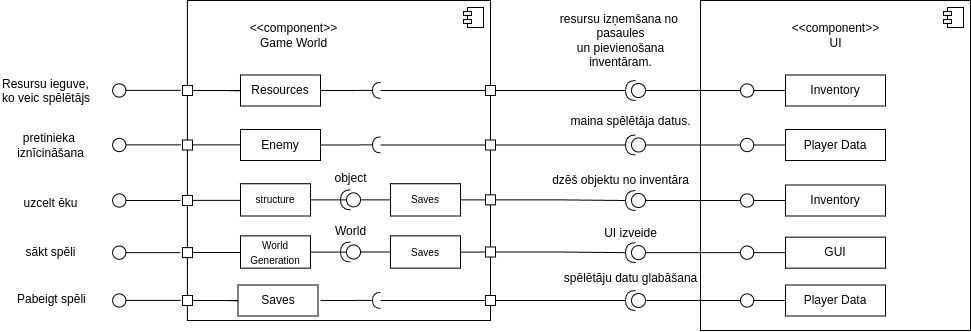 <<component>>
Game World
resursu izņemšana no
pasaules
un pievienošana
inventāram.
<<component>>
UI
Resursu ieguve,
ko veic spēlētājs
Resources
Inventory
pretinieka
iznīcināšana
Enemy
maina spēlētāja datus.
Player Data
uzcelt ēku
structure
object
Saves
dzēš objektu no inventāra
Inventory
sākt spēli
World
Generation
World
Saves
UI izveide
GUI
Pabeigt spēli
Saves
spēlētāju datu glabāšana
Player Data